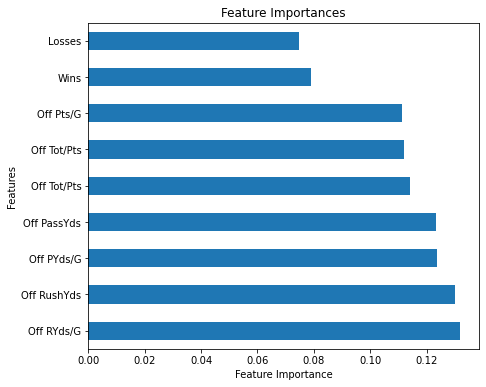 Feature Importances
Losses
Wins
Off Pts/G
Off Tot/Pts
Off Tot/Pts
Off PassYds
Off PYds/G
Off RushYds
Off RYds/G
Features
0.00 0.02 0.04 0.06 0.08 0.10 0.12
Feature Importance